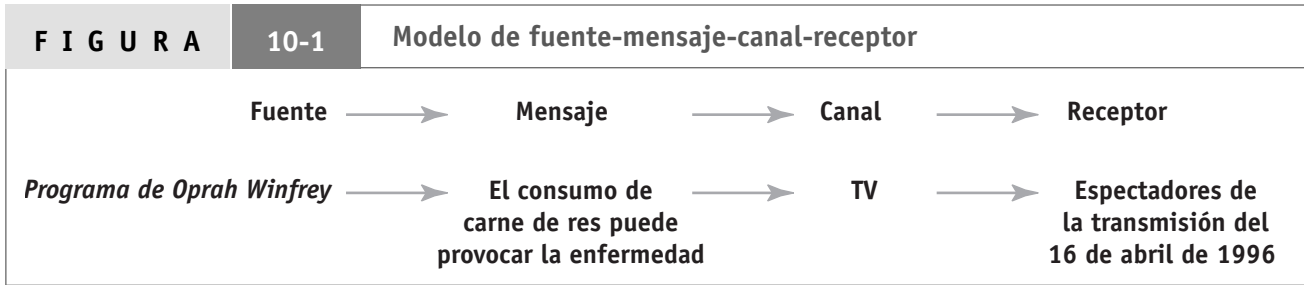 FIGURA 10-1 Modelo de fuente-mensaje-canal-receptor
Fuente Mensaje Canal Receptor
Programa de Oprah Winfrey El consumo de TV Espectadores de
carne de res puede la transmisión del
provocar la enfermedad 16 de abril de 1996